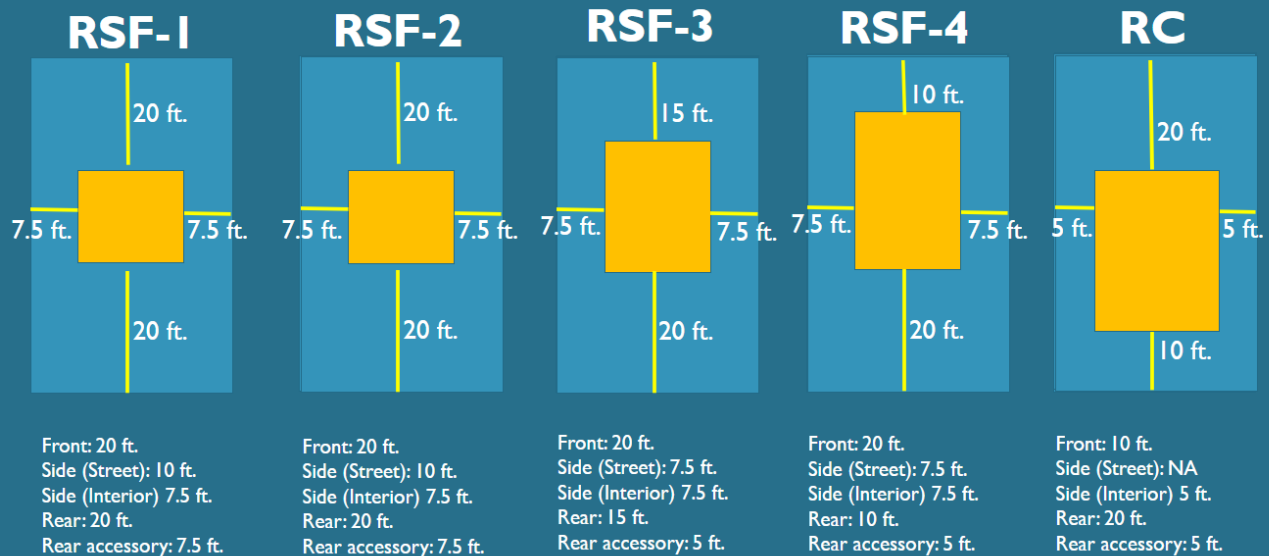 RSF-1
20 ft.
7.5 ft.
7.5 ft.
20 ft.
Front: 20 ft.
Side (Street): 10 ft.
Side (Interior) 7.5 ft.
Rear: 20 ft.
Rear accessory: 7.5 ft.
RSF-2
20 ft.
7.5 ft.
7.5 ft.
20 ft.
Front: 20 ft.
Side (Street): 10 ft.
Side (Interior) 7.5 ft.
Rear: 20 ft.
Rear accessory: 7.5 ft.
RSF-3
15 ft.
7.5 ft.
7.5 ft.
20 ft.
Front: 20 ft.
Side (Street): 7.5 ft.
Side (Interior) 7.5 ft.
Rear: 15 ft.
Rear accessory: 5 ft.
RSF-4
10 ft.
7.5 ft.
7.5 ft.
20 ft.
Front: 20 ft.
Side (Street): 7.5 ft.
Side (Interior) 7.5 ft.
Rear: 10 ft.
Rear accessory: 5 ft.
RC
20 ft.
5 ft.
5 ft.
10 ft.
Front: 10 ft.
Side (Street): NA
Side (Interior) 5 ft.
Rear: 20 ft.
Rear accessory: 5 ft.